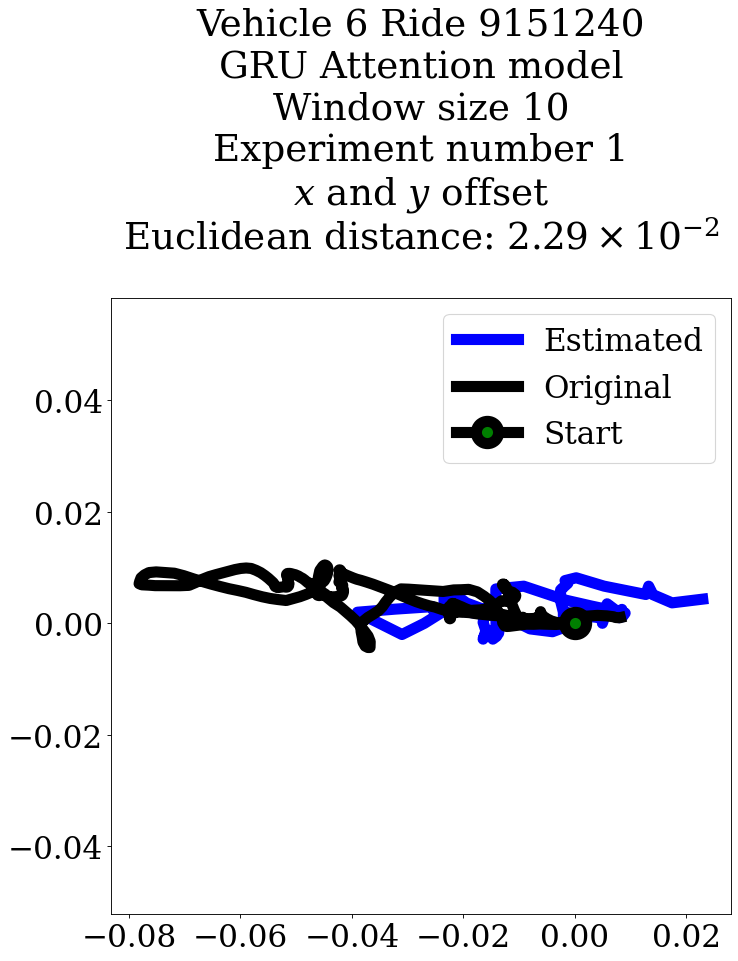 Vehicle 6 Ride 9151240
GRU Attention model
Window size 10
Experiment number 1
x and y offset
Euclidean distance: 2.29 × 10⁻²
Estimated
Original
Start
0.04
0.02
0.00
−0.02
−0.04
−0.08 −0.06 −0.04 −0.02 0.00 0.02